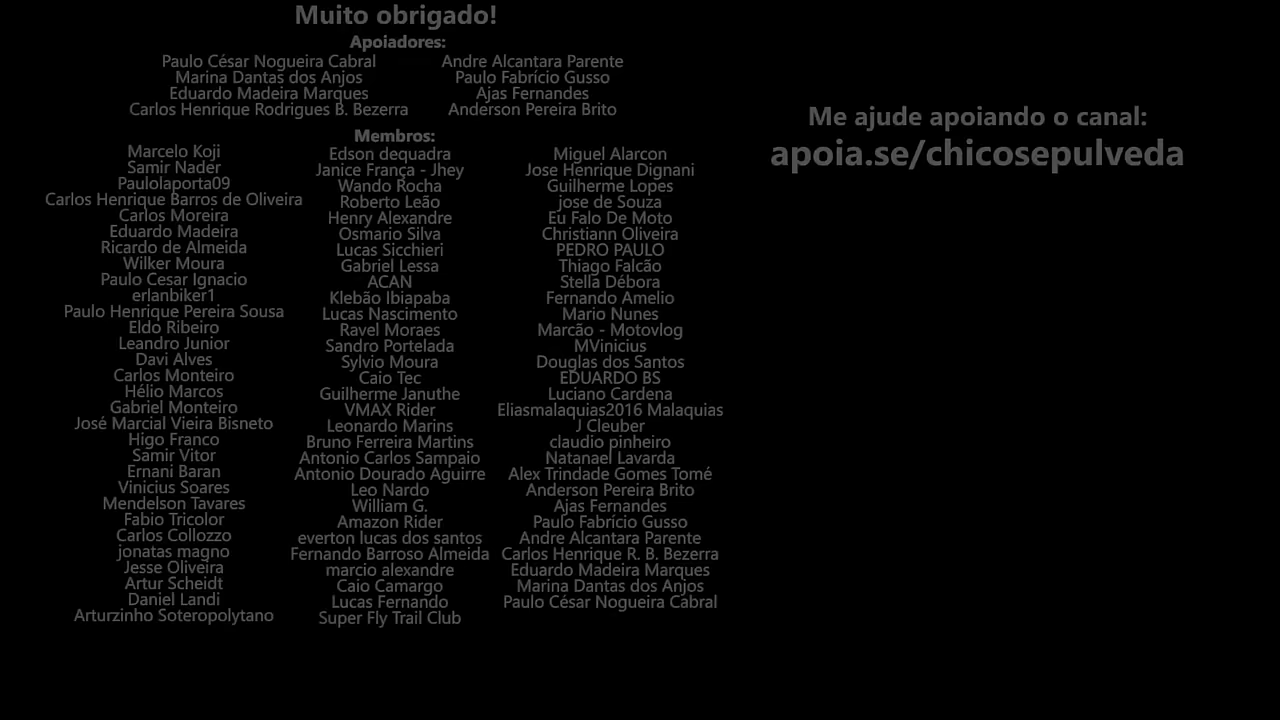 Muito obrigado!
Apoiadores:
Paulo César Nogueira Cabral
Marina Dantas dos Anjos
Eduardo Madeira Marques
Carlos Henrique Rodrigues B. Bezerra
Andre Alcantara Parente
Paulo Fabrício Gusso
Ajas Fernandes
Anderson Pereira Brito
Membros:
Marcelo Koji
Samir Nader
Paulolaporta09
Carlos Henrique Barros de Oliveira
Carlos Moreira
Eduardo Madeira
Ricardo de Almeida
Wilker Moura
Paulo Cesar Ignacio
erlanbiker1
Paulo Henrique Pereira Sousa
Eldo Ribeiro
Leandro Junior
Davi Alves
Carlos Monteiro
Hélio Marcos
Gabriel Monteiro
José Marcial Vieira Bisneto
Higo Franco
Samir Vitor
Ernani Baran
Vinicius Soares
Mendelson Tavares
Fabio Tricolor
Carlos Collozzo
jonatas magno
Jesse Oliveira
Artur Scheidt
Daniel Landi
Arturzinho Soteropolytano
Edson dequadra
Janice França - Jhey
Wando Rocha
Roberto Leão
Henry Alexandre
Osmario Silva
Lucas Sicchieri
Gabriel Lessa
ACAN
Klebão Ibiapaba
Lucas Nascimento
Ravel Moraes
Sandro Portelada
Sylvio Moura
Caio Tec
Guilherme Januthe
VMAX Rider
Leonardo Marins
Bruno Ferreira Martins
Antonio Carlos Sampaio
Antonio Dourado Aguirre
Leo Nardo
William G.
Amazon Rider
everton lucas dos santos
Fernando Barroso Almeida
marcio alexandre
Caio Camargo
Lucas Fernando
Super Fly Trail Club
Miguel Alarcon
Jose Henrique Dignani
Guilherme Lopes
jose de Souza
Eu Falo De Moto
Christiann Oliveira
PEDRO PAULO
Thiago Falcão
Stella Débora
Fernando Amelio
Mario Nunes
Marcão - Motovlog
MVinicius
Douglas dos Santos
EDUARDO BS
Luciano Cardena
Eliasmalaquias2016 Malaquias
J Cleuber
claudio pinheiro
Natanael Lavarda
Alex Trindade Gomes Tomé
Anderson Pereira Brito
Ajas Fernandes
Paulo Fabrício Gusso
Andre Alcantara Parente
Carlos Henrique R. B. Bezerra
Eduardo Madeira Marques
Marina Dantas dos Anjos
Paulo César Nogueira Cabral
Me ajude apoiando o canal:
apoia.se/chicosepulveda